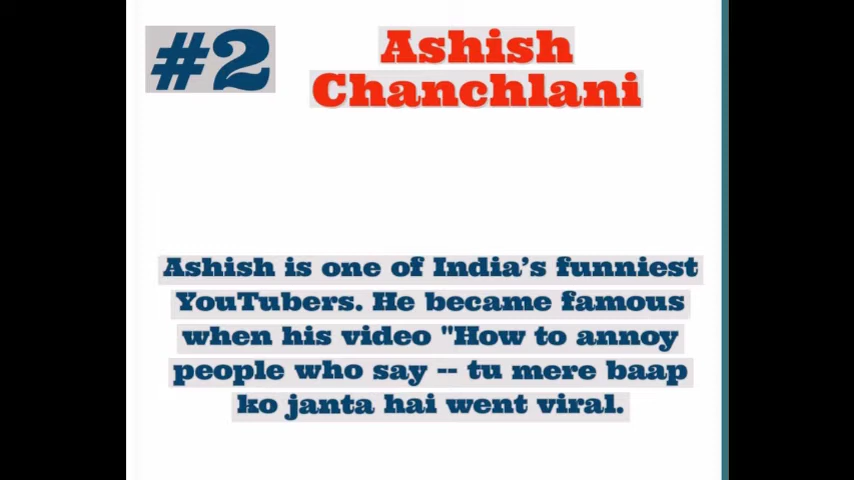 #2
Ashish
Chanchlani
Ashish is one of India's funniest
YouTubers. He became famous
when his video "How to annoy
people who say -- tu mere baap
ko janta hai went viral.